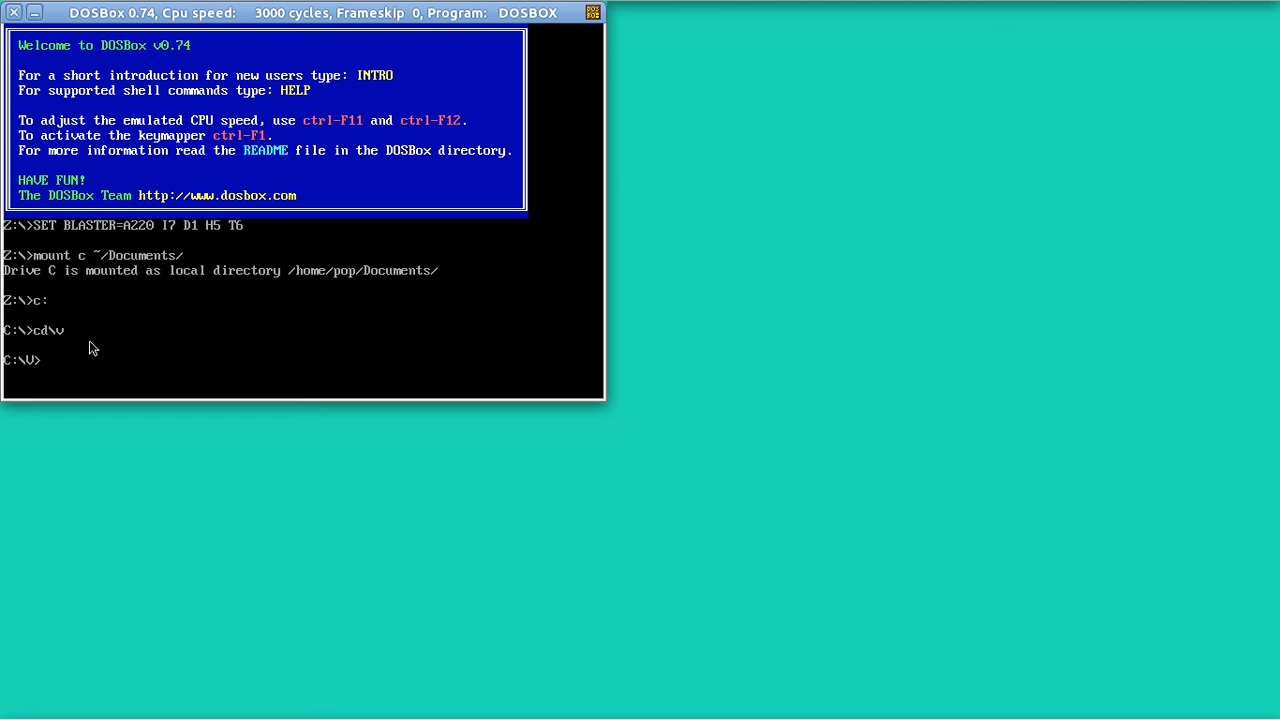 DOSBox 0.74, Cpu speed:    3000 cycles, Frameskip  0, Program:   DOSBOX
DOS BOX
Welcome to DOSBox v0.74
For a short introduction for new users type: INTRO
For supported shell commands type: HELP
To adjust the emulated CPU speed, use ctrl-F11 and ctrl-F12.
To activate the keymapper ctrl-F1.
For more information read the README file in the DOSBox directory.
HAVE FUN!
The DOSBox Team http://www.dosbox.com
Z:\>SET BLASTER=A220 I7 D1 H5 T6
Z:\>mount c ~/Documents/
Drive C is mounted as local directory /home/pop/Documents/
Z:\>c:
C:\>cd\v
C:\V>